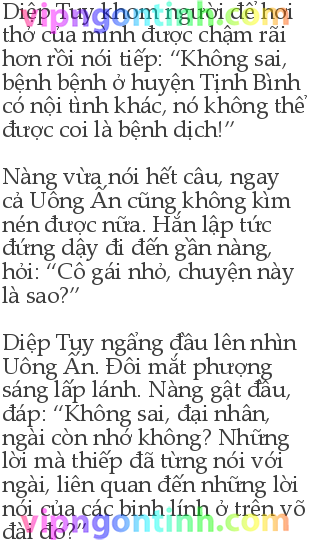 Diệp Tuy khom người để hơi
thở của mình được chậm rãi
hơn rồi nói tiếp: “Không sai,
bệnh bệnh ở huyện Tịnh Bình
có nội tình khác, nó không thể
được coi là bệnh dịch!”

Nàng vừa nói hết câu, ngay
cả Uông Ấn cũng không kìm
nén được nữa. Hắn lập tức
đứng dậy đi đến gần nàng,
hỏi: “Cô gái nhỏ, chuyện này
là sao?”

Diệp Tuy ngẩng đầu lên nhìn
Uông Ấn. Đôi mắt phượng
sáng lấp lánh. Nàng gật đầu,
đáp: “Không sai, đại nhân,
ngài còn nhớ không? Những
lời mà thiếp đã từng nói với
ngài, liên quan đến những lời
nói của các binh lính ở trên võ
đài đó?”
vipngontinh.com
vipngontinh.com